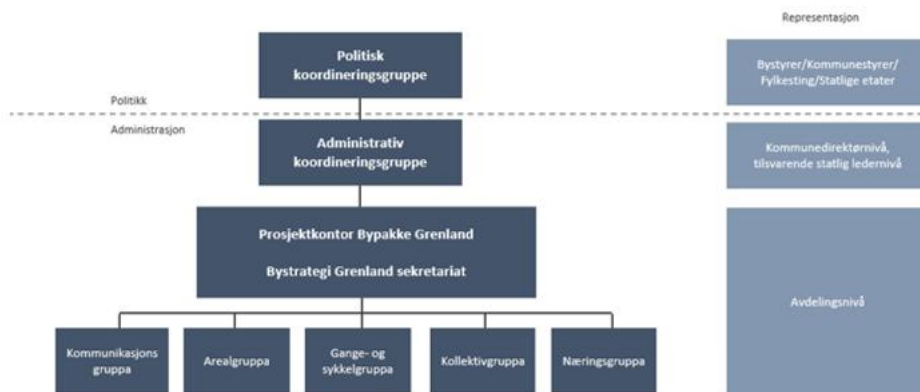 Representasjon
Politisk
koordineringsgruppe
Bystyrer/Kommunestyrer/
Fylkesting/Statlige etater
Politikk
Administrasjon
Administrativ
koordineringsgruppe
Kommunedirektørnivå,
tilsvarende statlig ledernivå
Prosjektkontor Bypakke Grenland
Bystrategi Grenland sekretariat
Avdelingsnivå
Kommunikasjons
gruppa
Arealgruppa
Gange- og
sykkelgruppa
Kollektivgruppa
Næringsgruppa